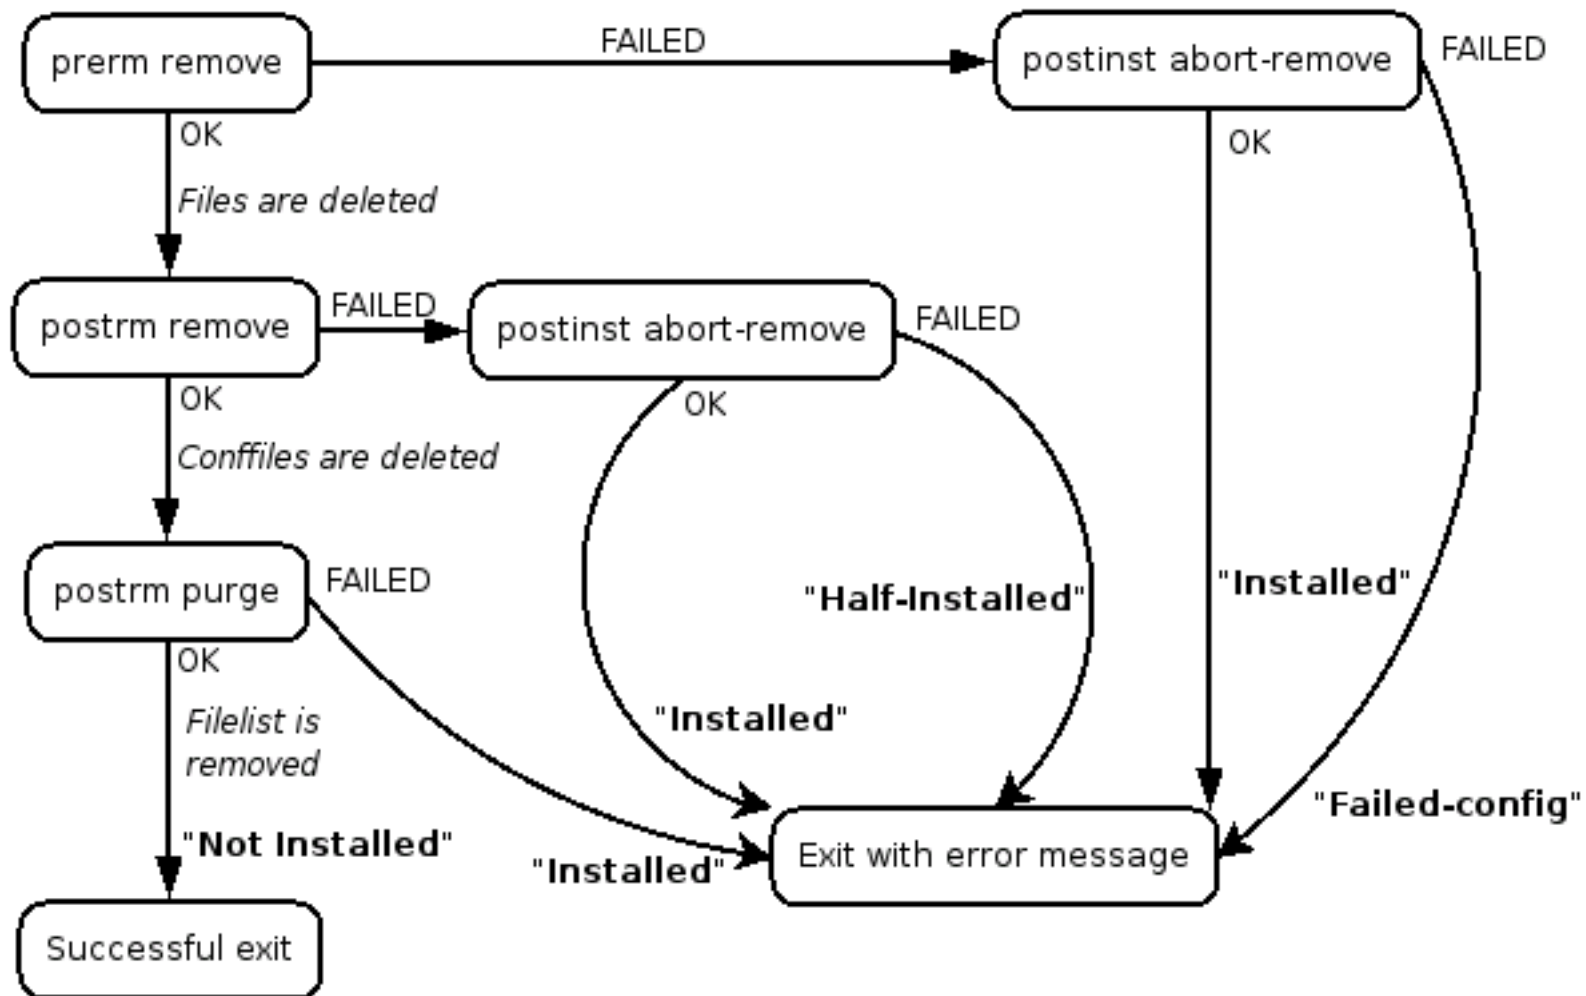 prerm remove
FAILED
postinst abort-remove
FAILED
OK
OK
Files are deleted
postrm remove
FAILED
postinst abort-remove
FAILED
OK
OK
Conffiles are deleted
postrm purge
FAILED
"Half-Installed"
"Installed"
OK
Filelist is
removed
"Installed"
"Failed-config"
"Not Installed"
"Installed"
Exit with error message
Successful exit